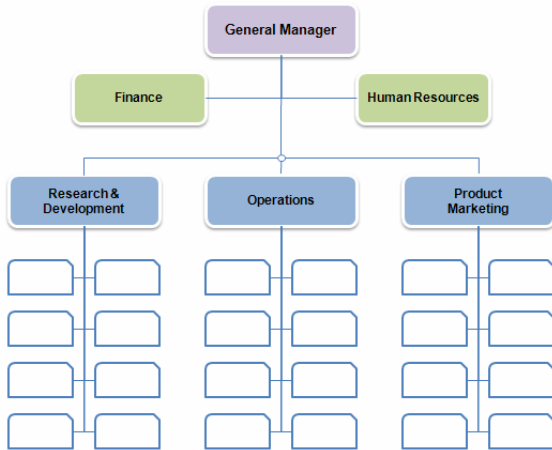 General Manager
Finance
Human Resources
Research &
Development
Operations
Product
Marketing